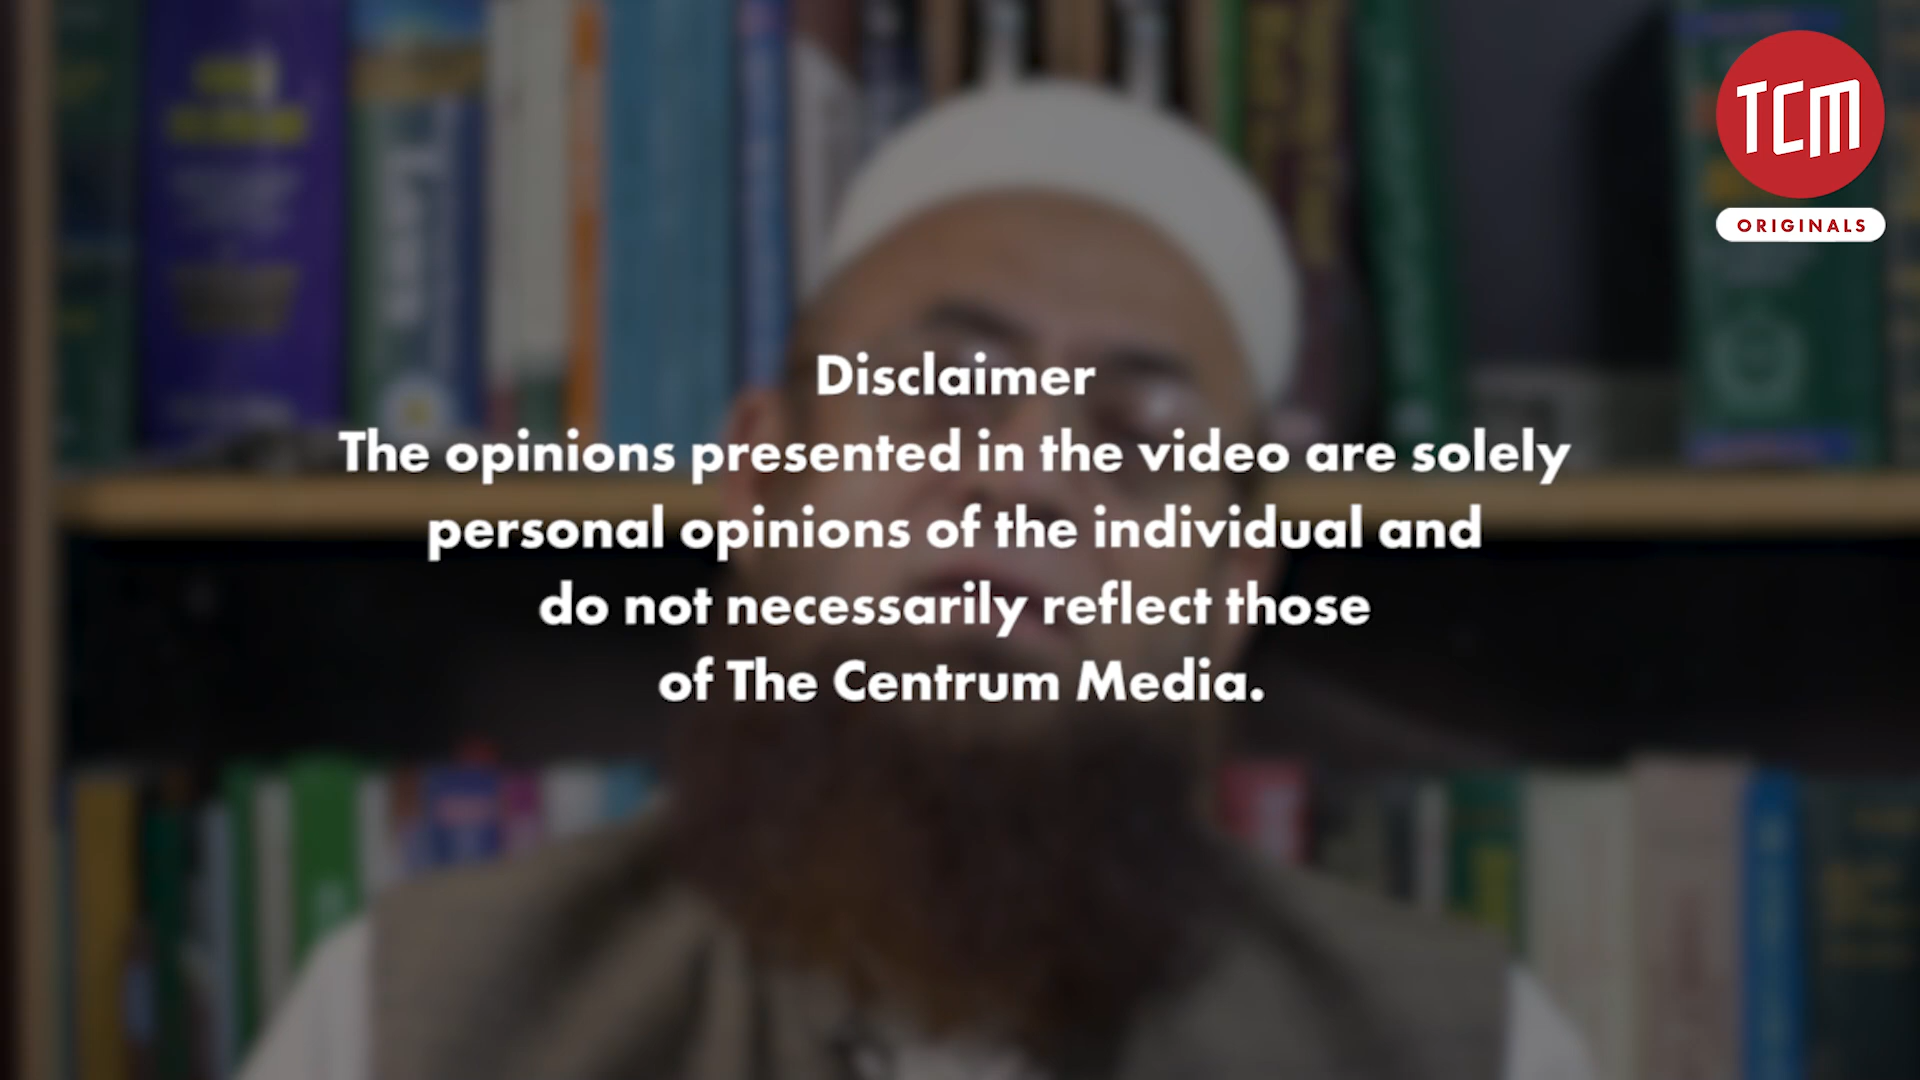 TCM
ORIGINALS
Disclaimer
The opinions presented in the video are solely
personal opinions of the individual and
do not necessarily reflect those
of The Centrum Media.